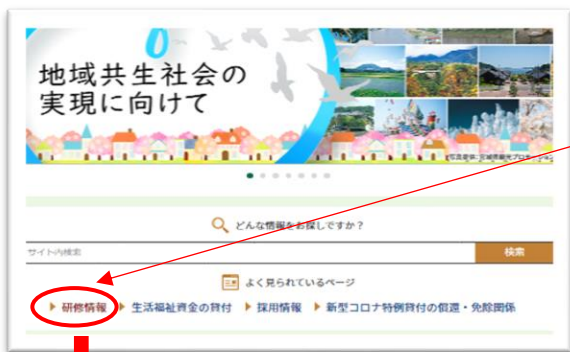 地域共生社会の
実現に向けて
どんな情報をお探しですか？
サイト内検索
検索
よく見られているページ
研修情報 生活福祉資金の貸付 採用情報 新型コロナ特例貸付の償還・免除関係